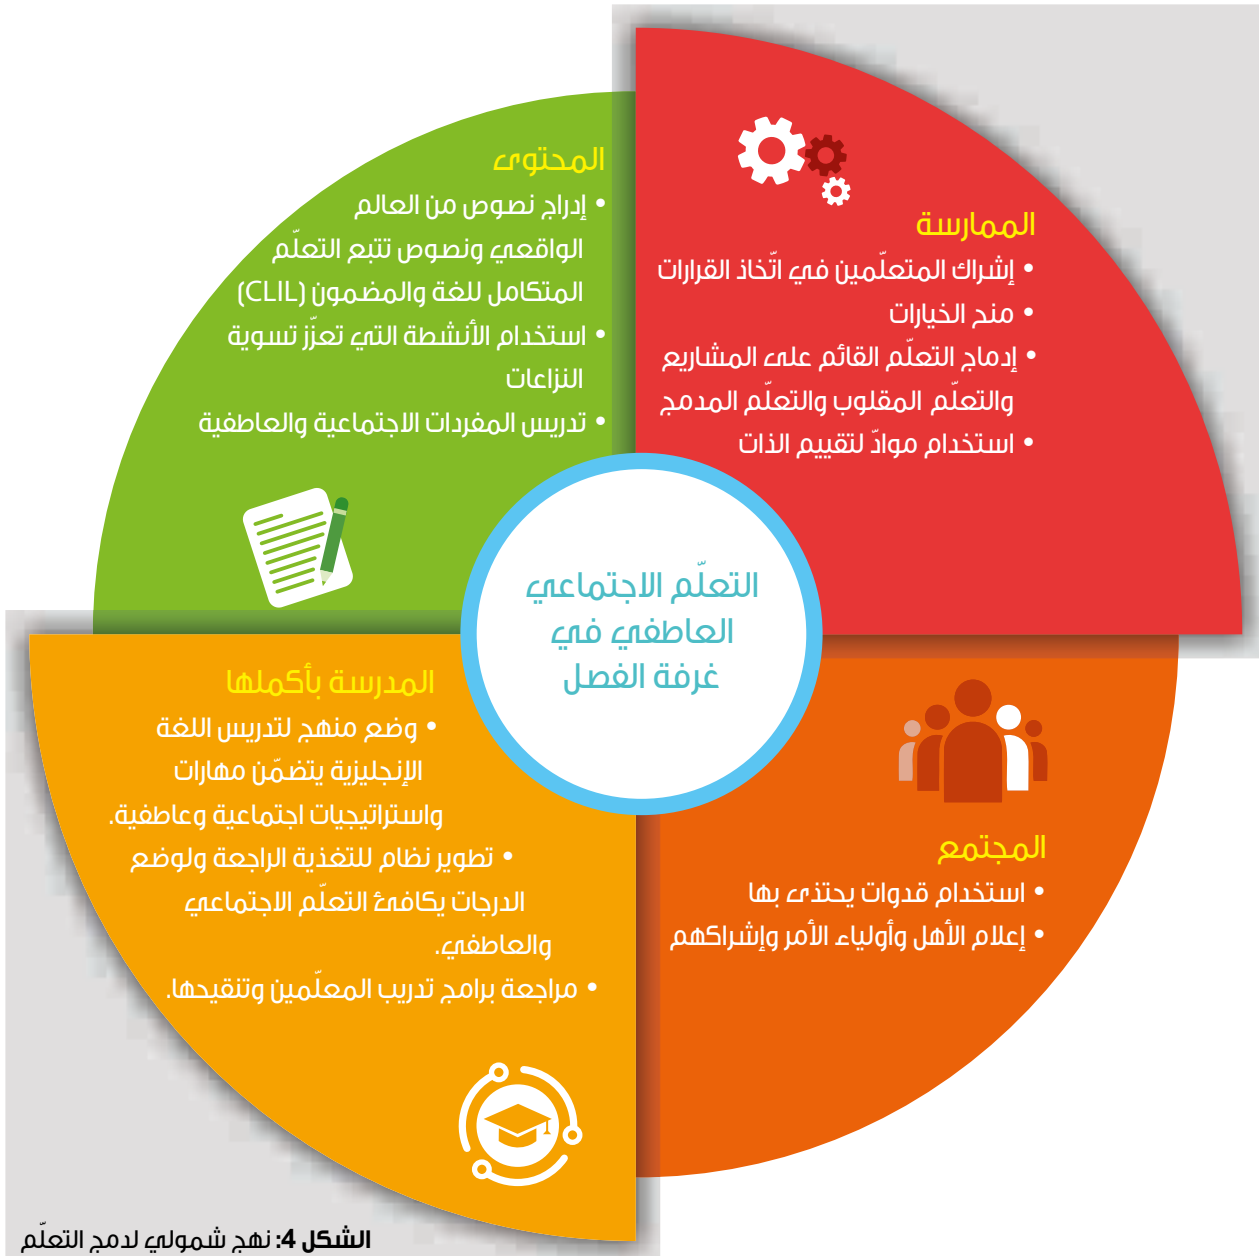 الممارسة
• إشراك المتعلّمين في اتّخاذ القرارات
• منح الخيارات
• إدماج التعلّم القائم على المشاريع
والتعلّم المقلوب والتعلّم المدمج
• استخدام موادّ لتقييم الذات
المحتوى
• إدراج نصوص من العالم
الواقعي ونصوص تتبع التعلّم
المتكامل للغة والمضمون (CLIL)
• استخدام الأنشطة التي تعزّز تسوية
النزاعات
• تدريس المفردات الاجتماعية والعاطفية
التعلّم الاجتماعي
العاطفي في
غرفة الفصل
المجتمع
• استخدام قدوات يحتذى بها
• إعلام الأهل وأولياء الأمر وإشراكهم
المدرسة بأكملها
• وضع منهج لتدريس اللغة
الإنجليزية يتضمّن مهارات
واستراتيجيات اجتماعية وعاطفية.
• تطوير نظام للتغذية الراجعة ولوضع
الدرجات يكافئ التعلّم الاجتماعي
والعاطفي.
• مراجعة برامج تدريب المعلّمين وتنقيحها.
الشكل 4: نهج شمولي لدمج التعلّم